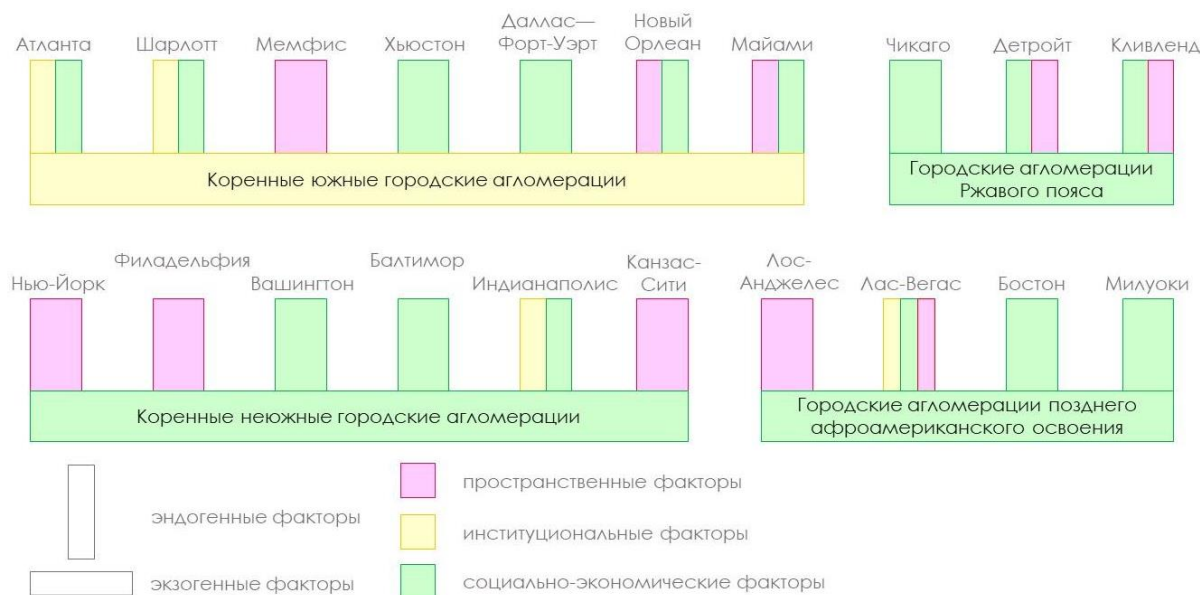 Атланта
Шарлотт
Мемфис
Хьюстон
Даллас—
Форт-Уэрт
Новый
Орлеан
Майами
Чикаго
Детройт
Кливленд
Коренные южные городские агломерации
Городские агломерации
Ржавого пояса
Нью-Йорк
Филадельфия
Вашингтон
Балтимор
Индианаполис
Канзас-
Сити
Лос-
Анджелес
Лас-Вегас
Бостон
Милуоки
Коренные неюжные городские агломерации
Городские агломерации позднего
афроамериканского освоения
эндогенные факторы
экзогенные факторы
пространственные факторы
институциональные факторы
социально-экономические факторы